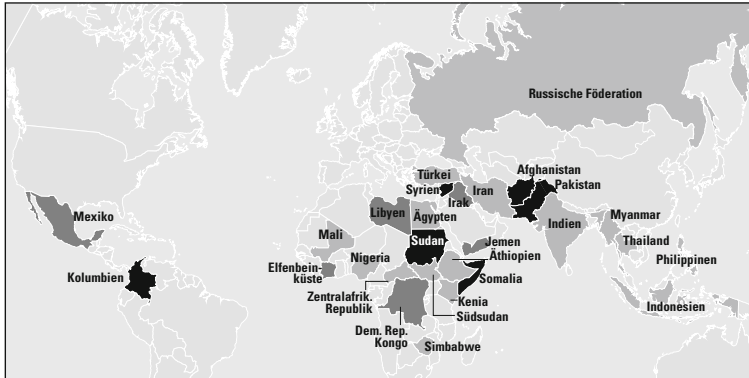 Russische Föderation
Afghanistan
Türkei
Pakistan
Syrien
Iran
Irak
Mexiko
Libyen
Ägypten
Indien
Myanmar
Mali
Sudan
Jemen
Thailand
Äthiopien
Nigeria
Philippinen
Kolumbien
Elfenbein-
küste
Somalia
Zentralafrik.
Republik
Kenia
Südsudan
Indonesien
Dem. Rep.
Kongo
Simbabwe